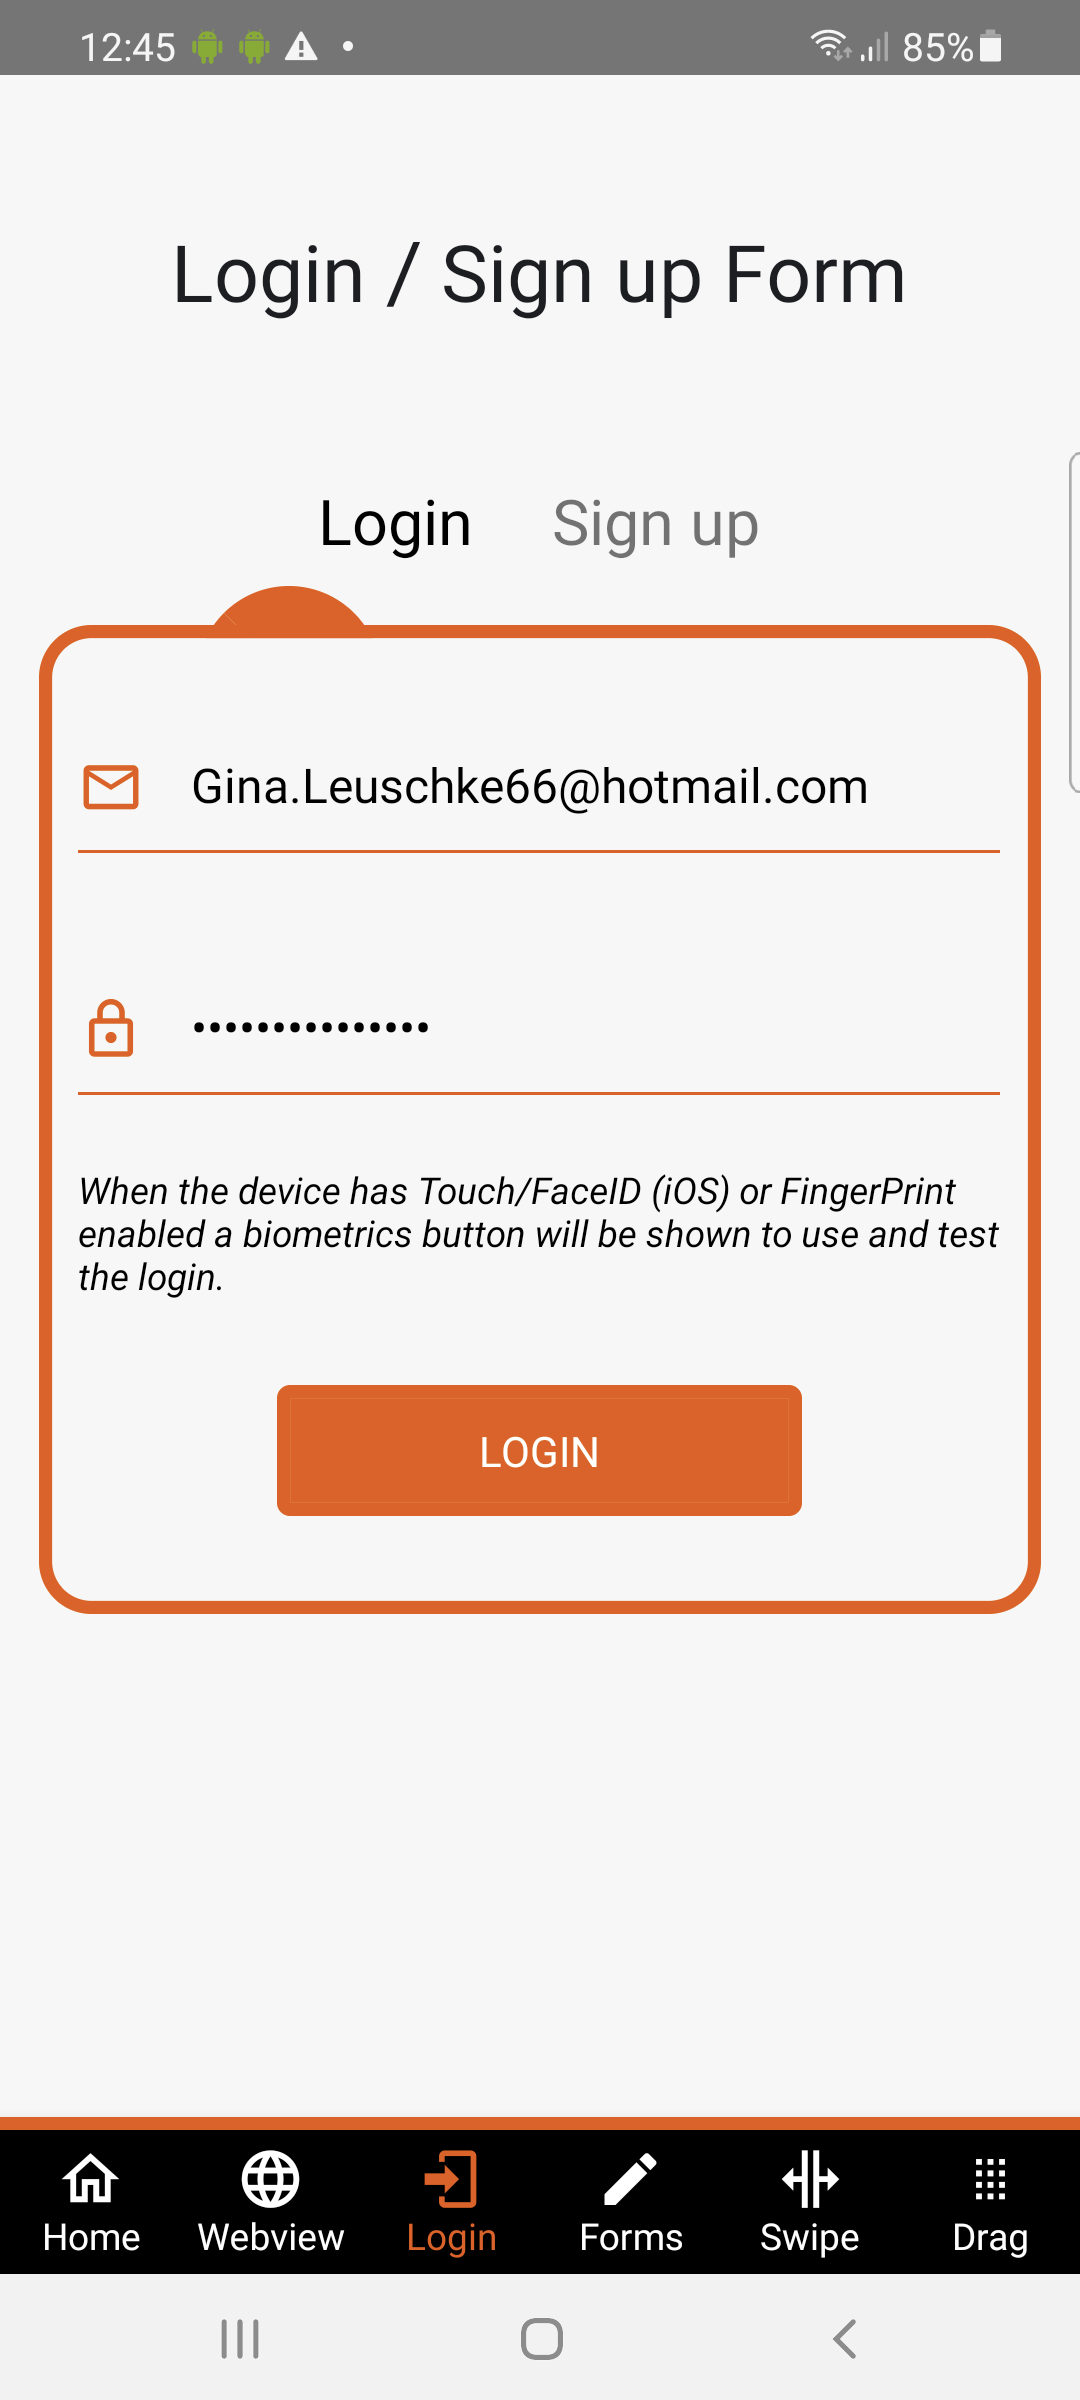 12:45
85%
Login / Sign up Form
Login Sign up
Gina.Leuschke66@hotmail.com
•••••••••••••••
When the device has Touch/FaceID (iOS) or FingerPrint
enabled a biometrics button will be shown to use and test
the login.
LOGIN
Home Webview Login Forms Swipe Drag